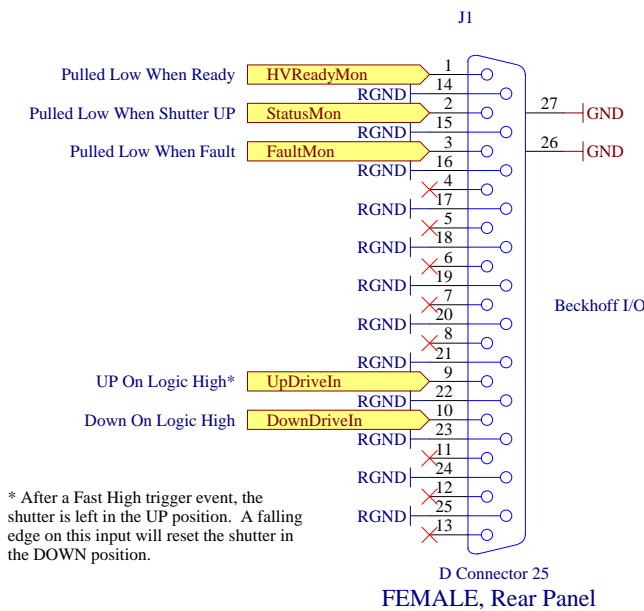 J1
Pulled Low When Ready HVReadyMon 1
RGND 14
Pulled Low When Shutter UP StatusMon 2 27 GND
RGND 15
Pulled Low When Fault FaultMon 3 26 GND
RGND 16
4
RGND 17
5
RGND 18
6
RGND 19
7 Beckhoff I/O
RGND 20
8
RGND 21
UP On Logic High* UpDriveIn 9
RGND 22
Down On Logic High DownDriveIn 10
RGND 23
11
RGND 24
12
RGND 25
13
* After a Fast High trigger event, the
shutter is left in the UP position. A falling
edge on this input will reset the shutter in
the DOWN position.
D Connector 25
FEMALE, Rear Panel